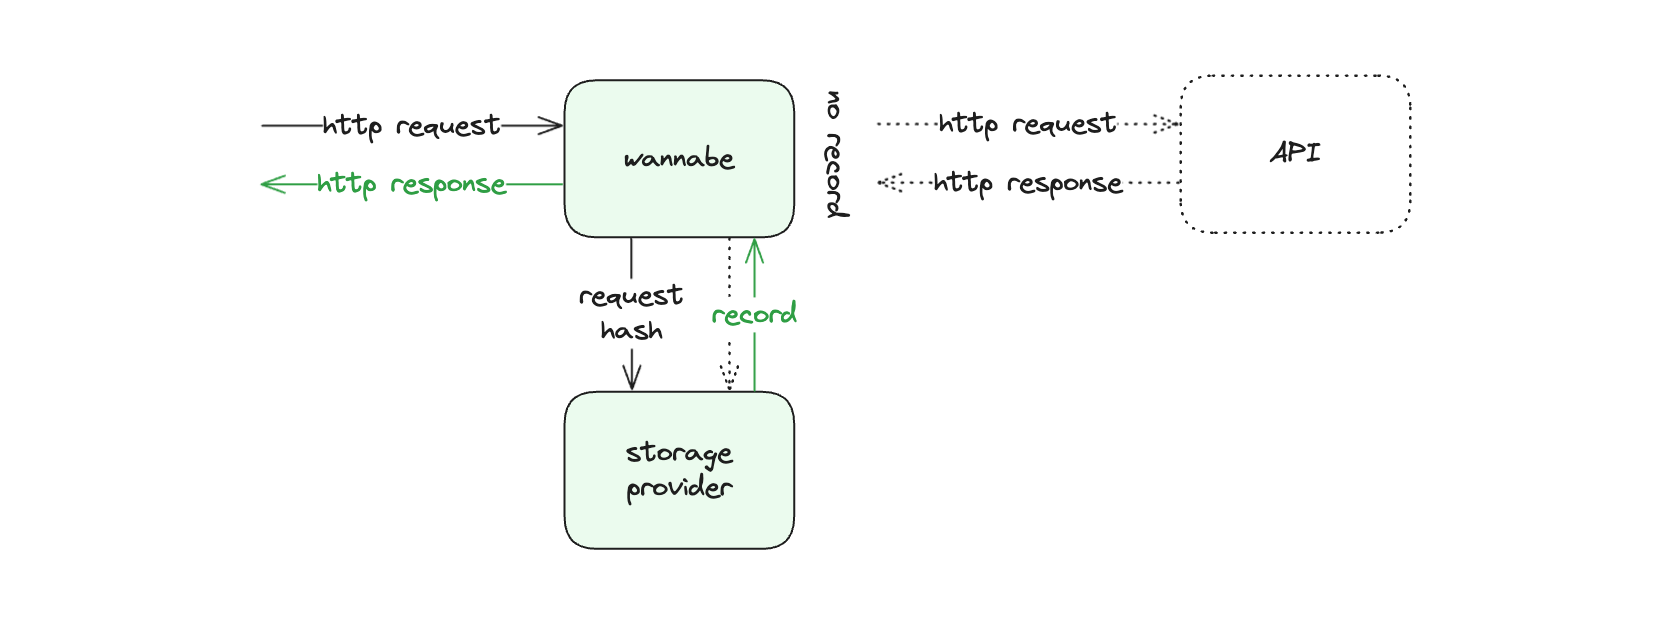 http request
http response
wannabe
no record
http request
http response
API
request
hash
record
storage
provider